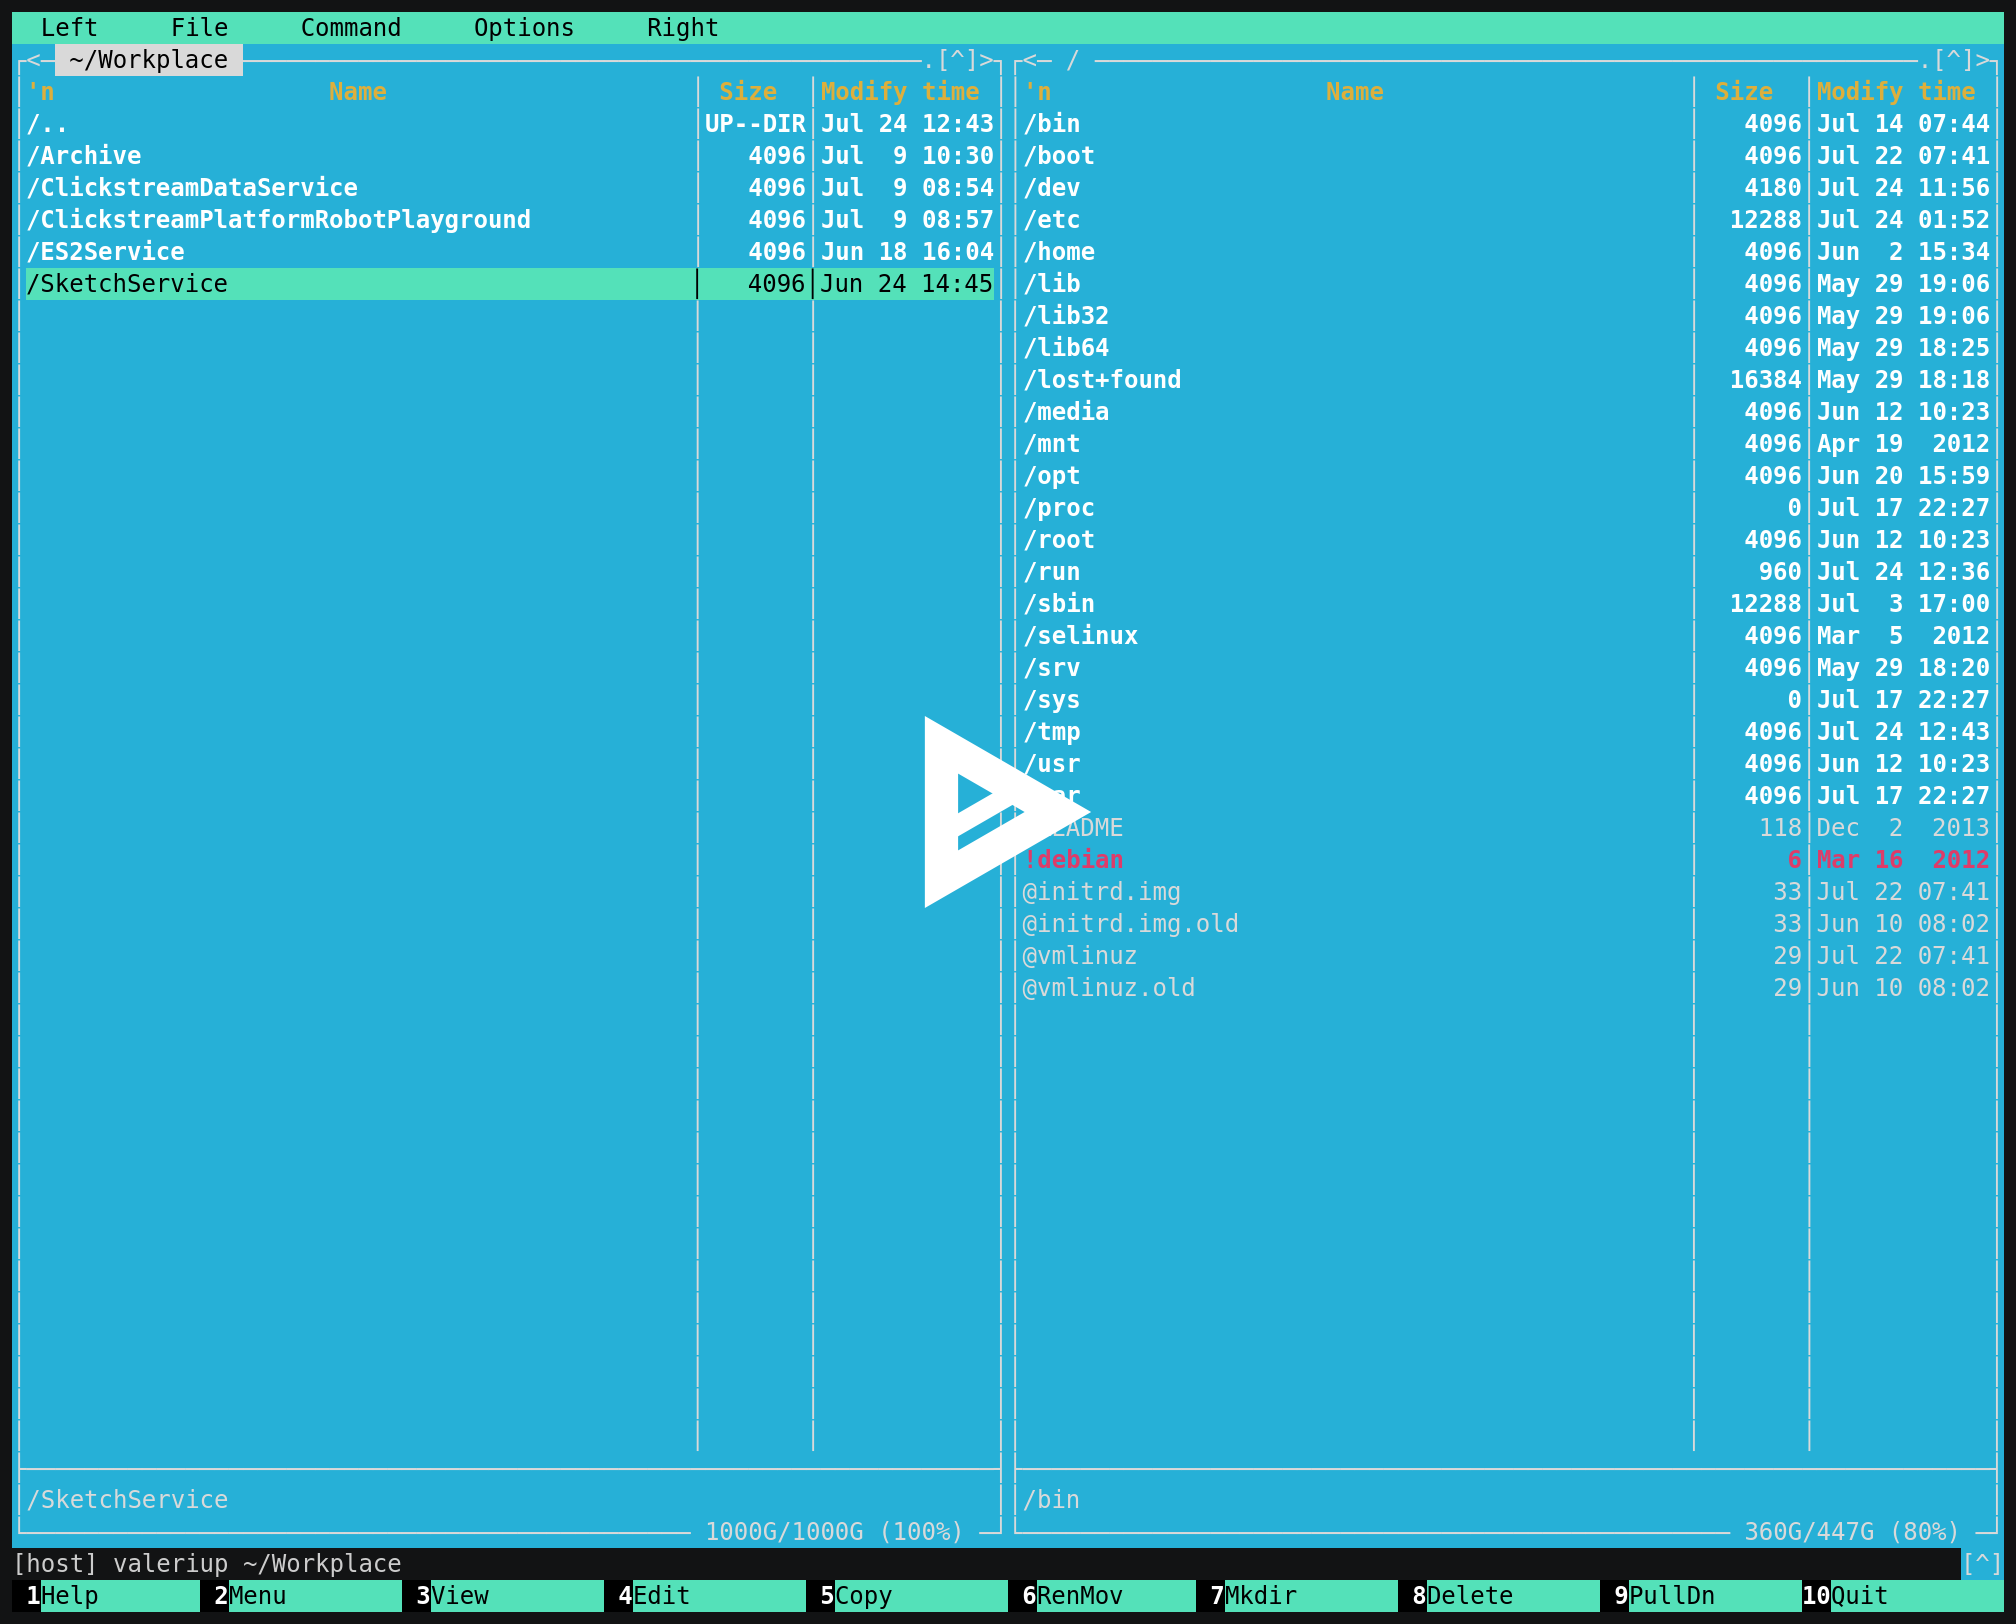 Left File Command Options Right
<─ ~/Workplace .[^]> <─ / .[^]>
'n Name Size Modify time 'n Name Size Modify time
/.. UP--DIR Jul 24 12:43 /bin 4096 Jul 14 07:44
/Archive 4096 Jul 9 10:30 /boot 4096 Jul 22 07:41
/ClickstreamDataService 4096 Jul 9 08:54 /dev 4180 Jul 24 11:56
/ClickstreamPlatformRobotPlayground 4096 Jul 9 08:57 /etc 12288 Jul 24 01:52
/ES2Service 4096 Jun 18 16:04 /home 4096 Jun 2 15:34
/SketchService 4096 Jun 24 14:45 /lib 4096 May 29 19:06
/lib32 4096 May 29 19:06
/lib64 4096 May 29 18:25
/lost+found 16384 May 29 18:18
/media 4096 Jun 12 10:23
/mnt 4096 Apr 19 2012
/opt 4096 Jun 20 15:59
/proc 0 Jul 17 22:27
/root 4096 Jun 12 10:23
/run 960 Jul 24 12:36
/sbin 12288 Jul 3 17:00
/selinux 4096 Mar 5 2012
/srv 4096 May 29 18:20
/sys 0 Jul 17 22:27
/tmp 4096 Jul 24 12:43
/usr 4096 Jun 12 10:23
4096 Jul 17 22:27
118 Dec 2 2013
!debian 6 Mar 16 2012
@initrd.img 33 Jul 22 07:41
@initrd.img.old 33 Jun 10 08:02
@vmlinuz 29 Jul 22 07:41
@vmlinuz.old 29 Jun 10 08:02
/SketchService /bin
1000G/1000G (100%) 360G/447G (80%)
[host] valeriup ~/Workplace [^]
1Help 2Menu 3View 4Edit 5Copy 6RenMov 7Mkdir 8Delete 9PullDn 10Quit